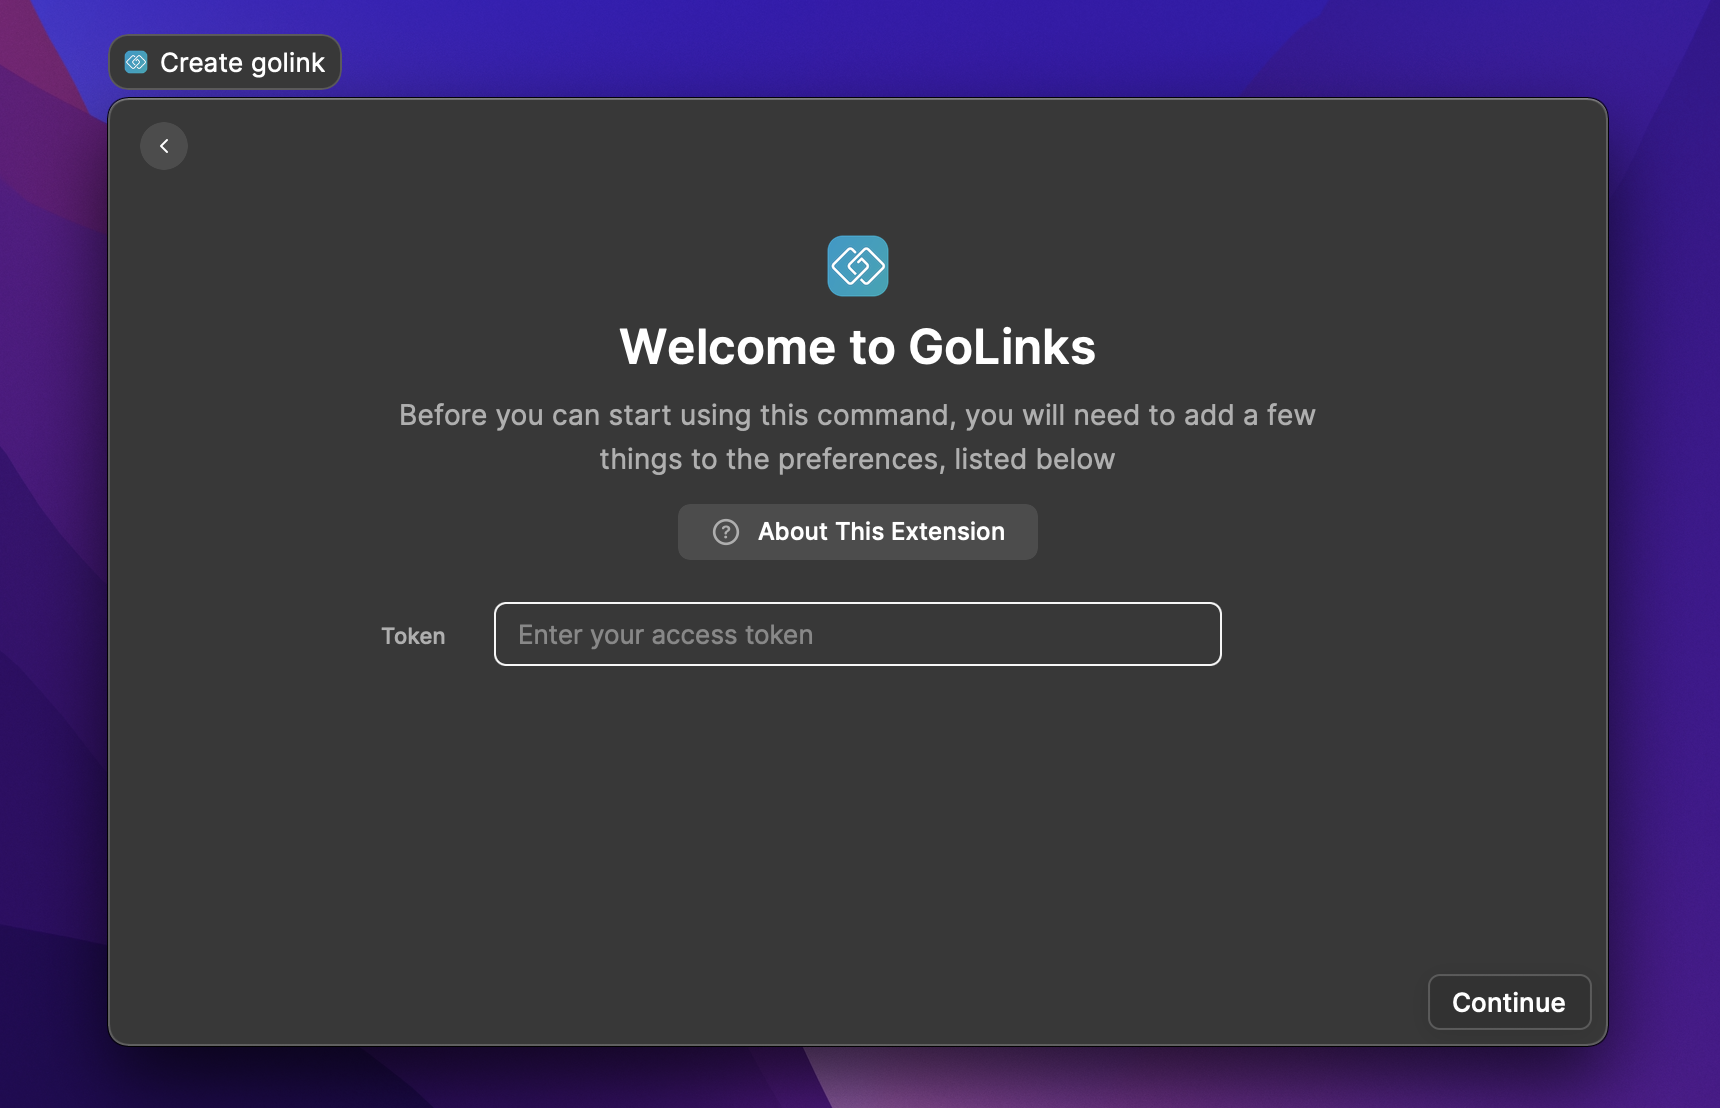 Create golink
Welcome to GoLinks
Before you can start using this command, you will need to add a few
things to the preferences, listed below
? About This Extension
Token
Enter your access token
Continue